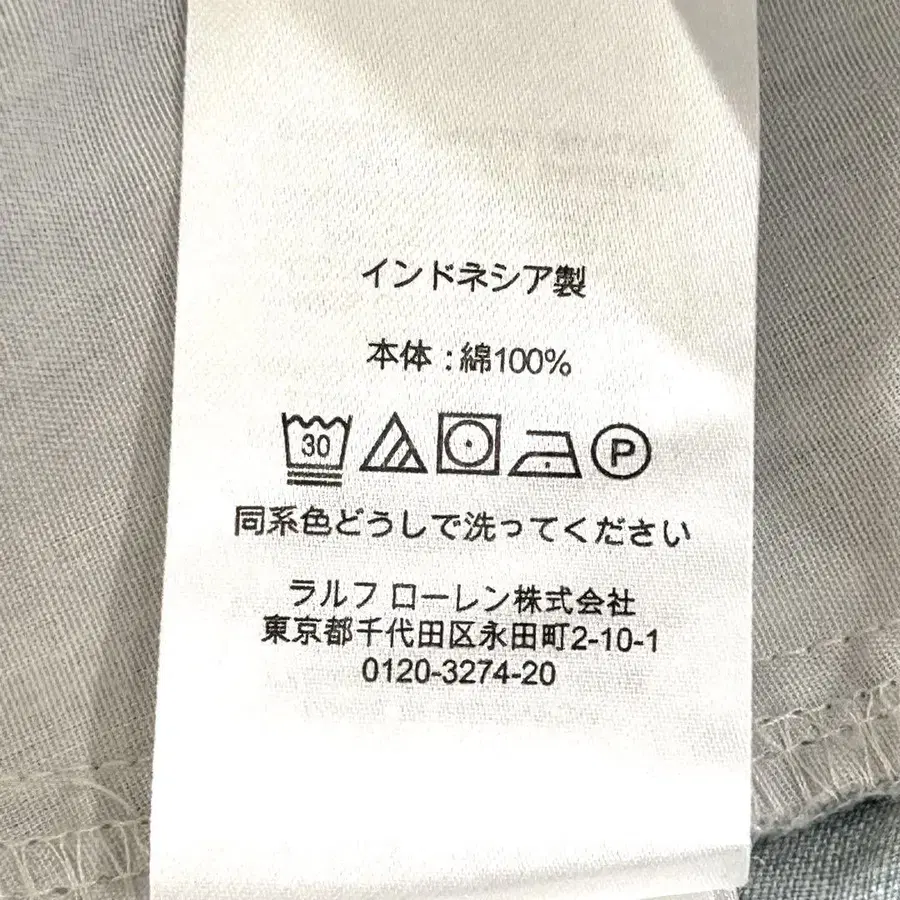 インドネシア製
本体:綿100%
30
P
同系色どうしで洗ってください
ラルフ ローレン株式会社
東京都千代田区永田町2-10-1
0120-3274-20